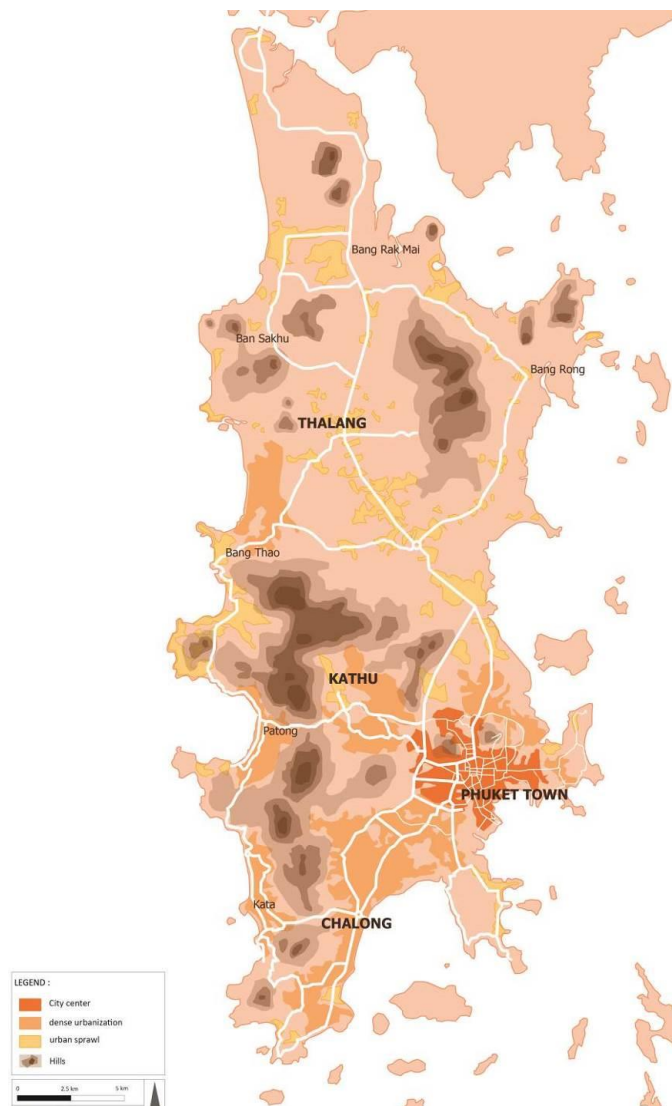 Bang Rak Mai
Ban Sakhu
Bang Rong
THALANG
Bang Thao
KATHU
Patong
PHUKET TOWN
Kata
CHALONG
LEGEND :
City center
dense urbanization
urban sprawl
Hills
0 2.5 km 5 km